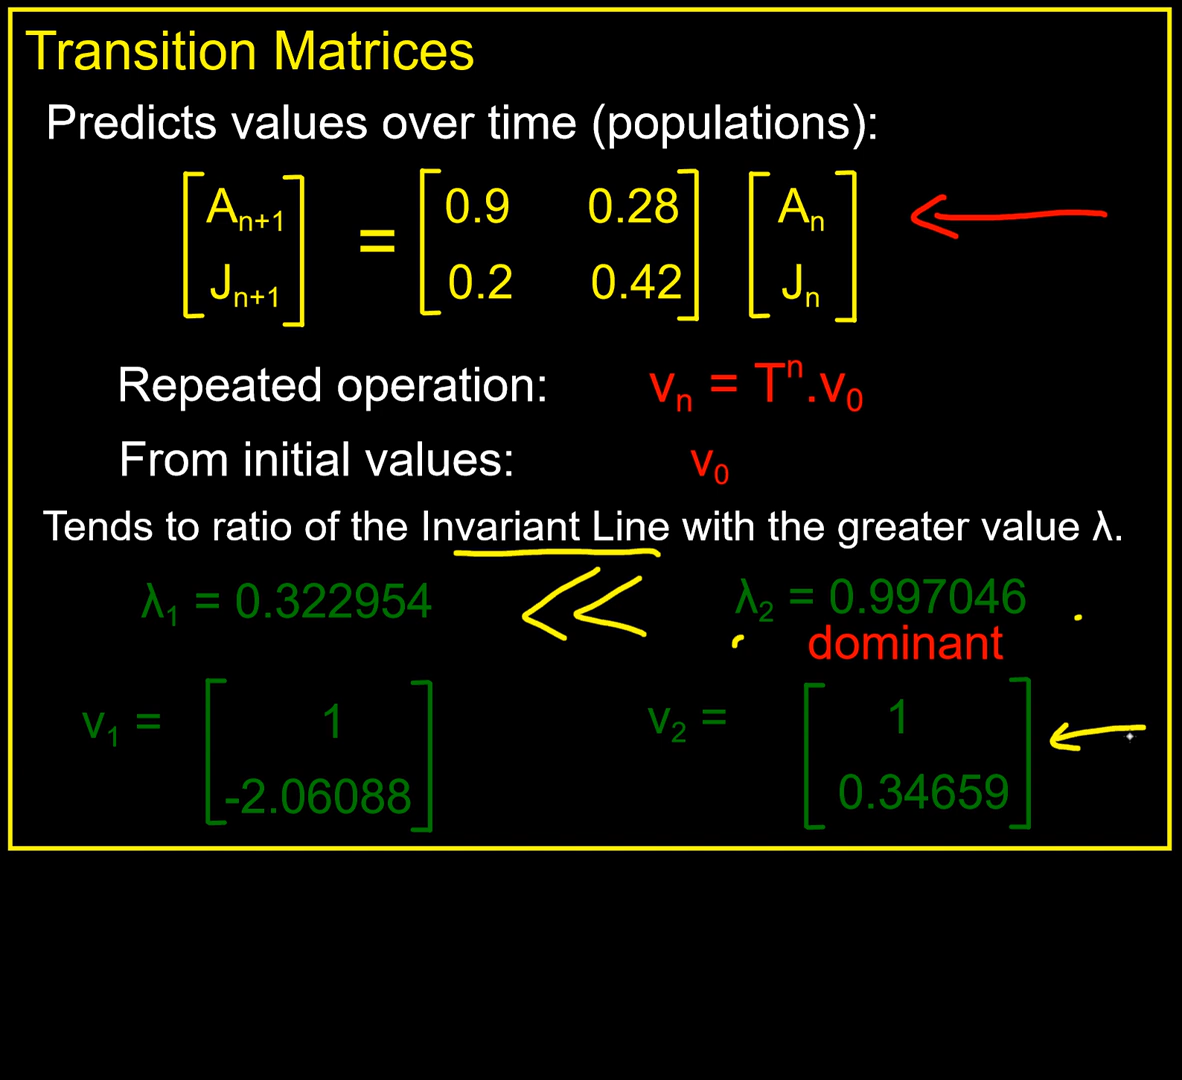 Transition Matrices
Predicts values over time (populations):
[Aₙ₊₁] = [0.9 0.28] [Aₙ]
[Jₙ₊₁] [0.2 0.42] [Jₙ]
Repeated operation: vₙ = Tⁿ.v₀
From initial values: v₀
Tends to ratio of the Invariant Line with the greater value λ.
λ₁ = 0.322954 << λ₂ = 0.997046
dominant
v₁ = [1] v₂ = [1]
[-2.06088] [0.34659]